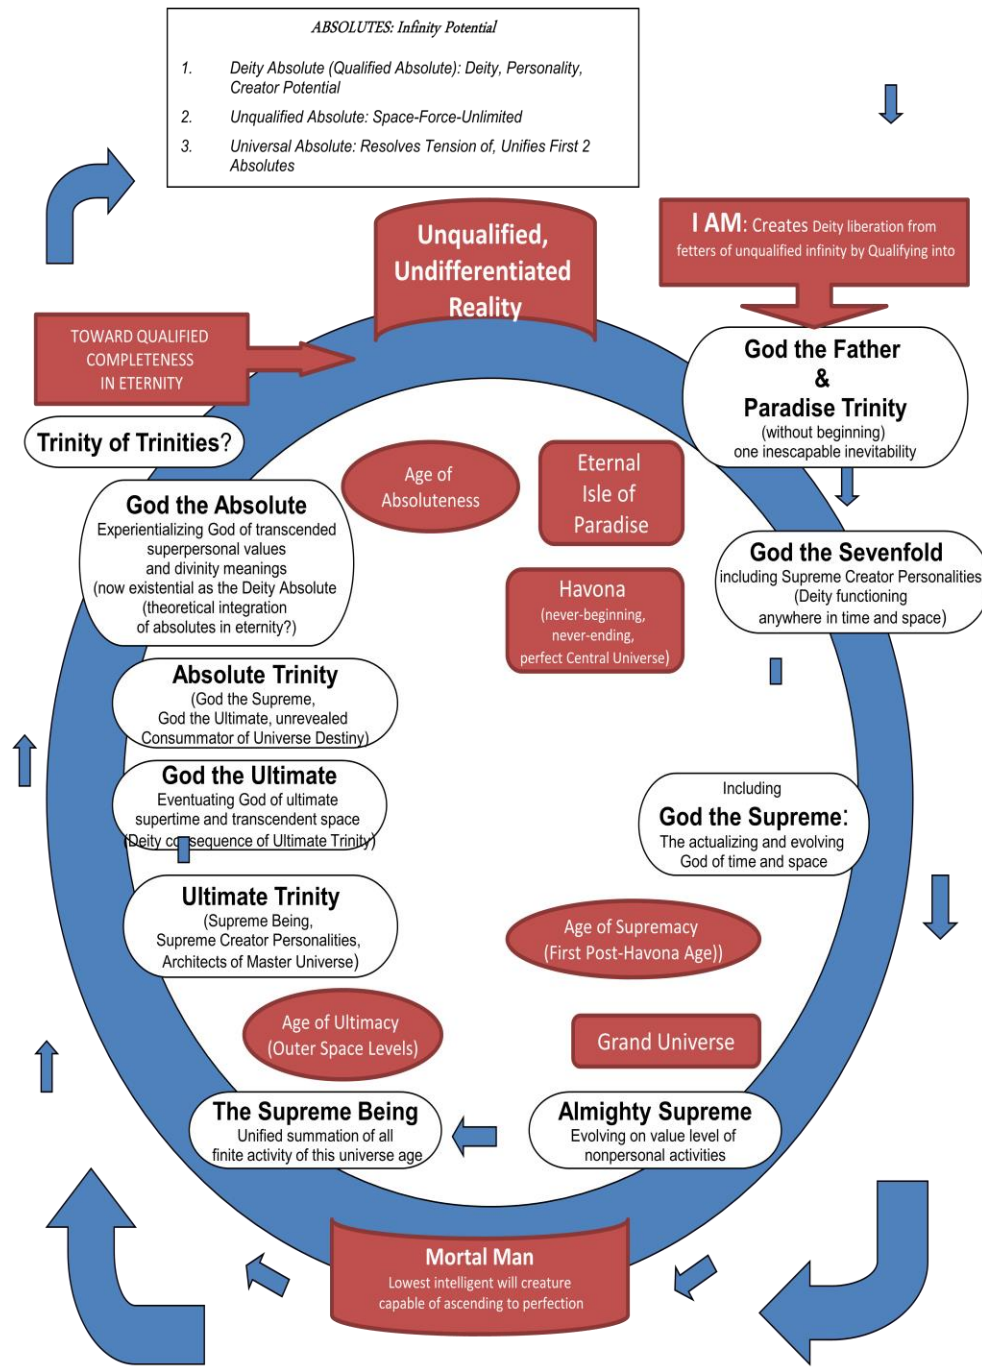 ABSOLUTES: Infinity Potential
1. Deity Absolute (Qualified Absolute): Deity, Personality,
Creator Potential
2. Unqualified Absolute: Space-Force-Unlimited
3. Universal Absolute: Resolves Tension of, Unifies First 2
Absolutes
Unqualified,
Undifferentiated
Reality
I AM: Creates Deity liberation from
fetters of unqualified infinity by Qualifying into
TOWARD QUALIFIED
COMPLETENESS
IN ETERNITY
God the Father
&
Paradise Trinity
(without beginning)
one inescapable inevitability
Trinity of Trinities?
Age of
Absoluteness
Eternal
Isle of
Paradise
God the Absolute
Experientializing God of transcended
superpersonal values
and divinity meanings
(now existential as the Deity Absolute
(theoretical integration
of absolutes in eternity?)
God the Sevenfold
including Supreme Creator Personalities
(Deity functioning
anywhere in time and space)
Havona
(never-beginning,
never-ending,
perfect Central Universe)
Absolute Trinity
(God the Supreme,
God the Ultimate, unrevealed
Consummator of Universe Destiny)
God the Ultimate
Eventuating God of ultimate
supertime and transcendent space
(Deity consequence of Ultimate Trinity)
Including
God the Supreme:
The actualizing and evolving
God of time and space
Ultimate Trinity
(Supreme Being,
Supreme Creator Personalities,
Architects of Master Universe)
Age of Supremacy
(First Post-Havona Age))
Age of Ultimacy
(Outer Space Levels)
Grand Universe
The Supreme Being
Unified summation of all
finite activity of this universe age
Almighty Supreme
Evolving on value level of
nonpersonal activities
Mortal Man
Lowest intelligent will creature
capable of ascending to perfection